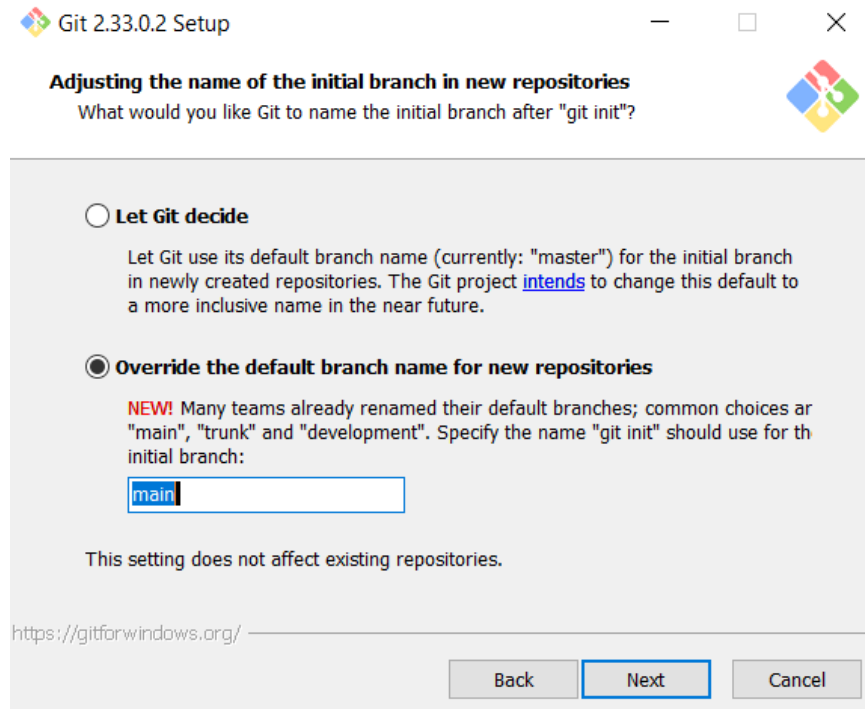 Git 2.33.0.2 Setup
Adjusting the name of the initial branch in new repositories
What would you like Git to name the initial branch after "git init"?
Let Git decide
Let Git use its default branch name (currently: "master") for the initial branch
in newly created repositories. The Git project intends to change this default to
a more inclusive name in the near future.
Override the default branch name for new repositories
NEW! Many teams already renamed their default branches; common choices ar
"main", "trunk" and "development". Specify the name "git init" should use for th
initial branch:
main
This setting does not affect existing repositories.
https://gitforwindows.org/
Back Next Cancel